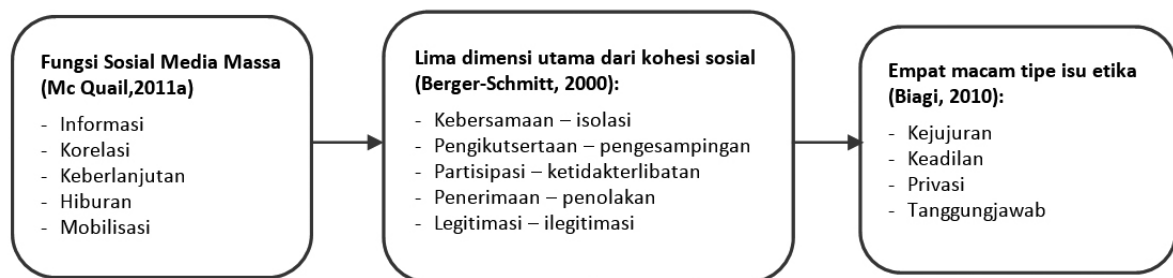 Fungsi Sosial Media Massa
(Mc Quail,2011a)
- Informasi
- Korelasi
- Keberlanjutan
- Hiburan
- Mobilisasi
Lima dimensi utama dari kohesi sosial
(Berger-Schmitt, 2000):
- Kebersamaan – isolasi
- Pengikutsertaan – pengesampingan
- Partisipasi – ketidakterlibatan
- Penerimaan – penolakan
- Legitimasi – ilegitimasi
Empat macam tipe isu etika
(Biagi, 2010):
- Kejujuran
- Keadilan
- Privasi
- Tanggungjawab